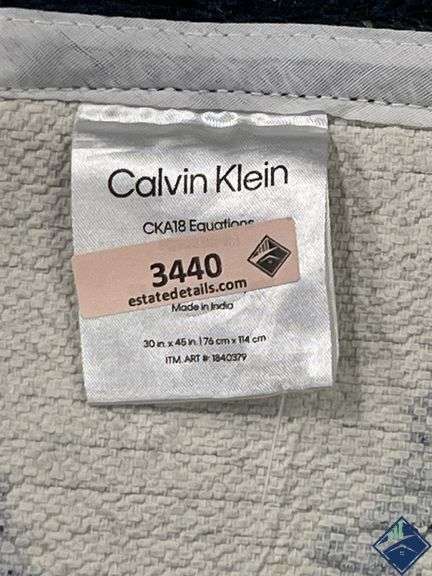 Calvin Klein
CKA18 Equations
3440
estatedetails.com
Made in India
30 in. x 45 in. | 76 cm x 114 cm
ITM. ART #: 1840379